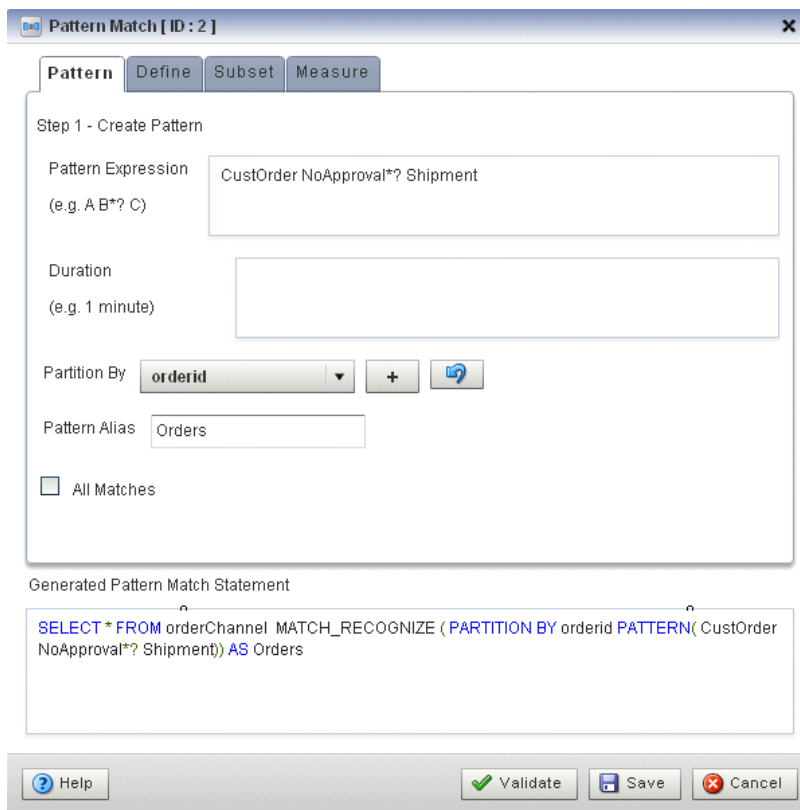 Pattern Match [ ID : 2 ]
Pattern Define Subset Measure
Step 1 - Create Pattern
Pattern Expression
(e.g. A B*? C)
CustOrder NoApproval*? Shipment
Duration
(e.g. 1 minute)
Partition By orderid +
Pattern Alias Orders
All Matches
Generated Pattern Match Statement
SELECT * FROM orderChannel MATCH_RECOGNIZE ( PARTITION BY orderid PATTERN( CustOrder
NoApproval*? Shipment)) AS Orders
Help Validate Save Cancel